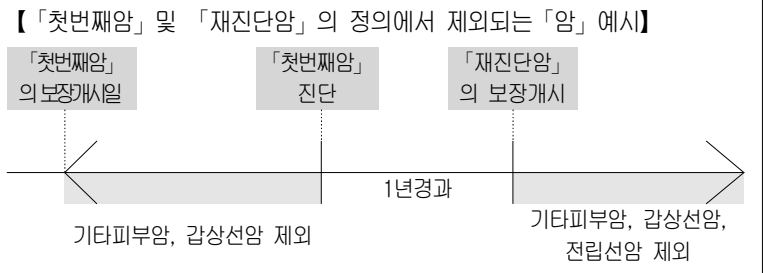 【「첫번째암」 및 「재진단암」의 정의에서 제외되는「암」예시】
「첫번째암」
의 보장개시일
「첫번째암」
진단
「재진단암」
의 보장개시
1년경과
기타피부암, 갑상선암 제외
기타피부암, 갑상선암,
전립선암 제외